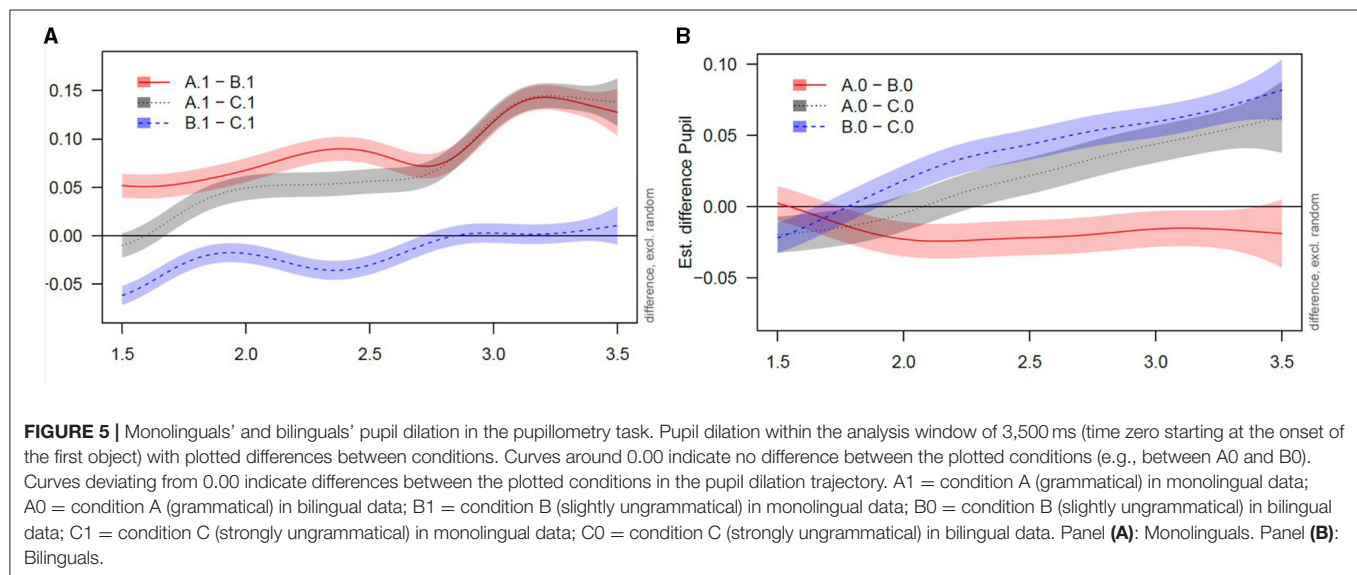 A
A.1 – B.1
A.1 – C.1
B.1 – C.1
0.15
0.10
0.05
0.00
-0.05
1.5 2.0 2.5 3.0 3.5
difference, excl. random
B
A.0 – B.0
A.0 – C.0
B.0 – C.0
Est. difference Pupil
0.10
0.05
0.00
−0.05
1.5 2.0 2.5 3.0 3.5
difference, excl. random
FIGURE 5 | Monolinguals’ and bilinguals’ pupil dilation in the pupillometry task. Pupil dilation within the analysis window of 3,500 ms (time zero starting at the onset of
the first object) with plotted differences between conditions. Curves around 0.00 indicate no difference between the plotted conditions (e.g., between A0 and B0).
Curves deviating from 0.00 indicate differences between the plotted conditions in the pupil dilation trajectory. A1 = condition A (grammatical) in monolingual data;
A0 = condition A (grammatical) in bilingual data; B1 = condition B (slightly ungrammatical) in monolingual data; B0 = condition B (slightly ungrammatical) in bilingual
data; C1 = condition C (strongly ungrammatical) in monolingual data; C0 = condition C (strongly ungrammatical) in bilingual data. Panel (A): Monolinguals. Panel (B):
Bilinguals.